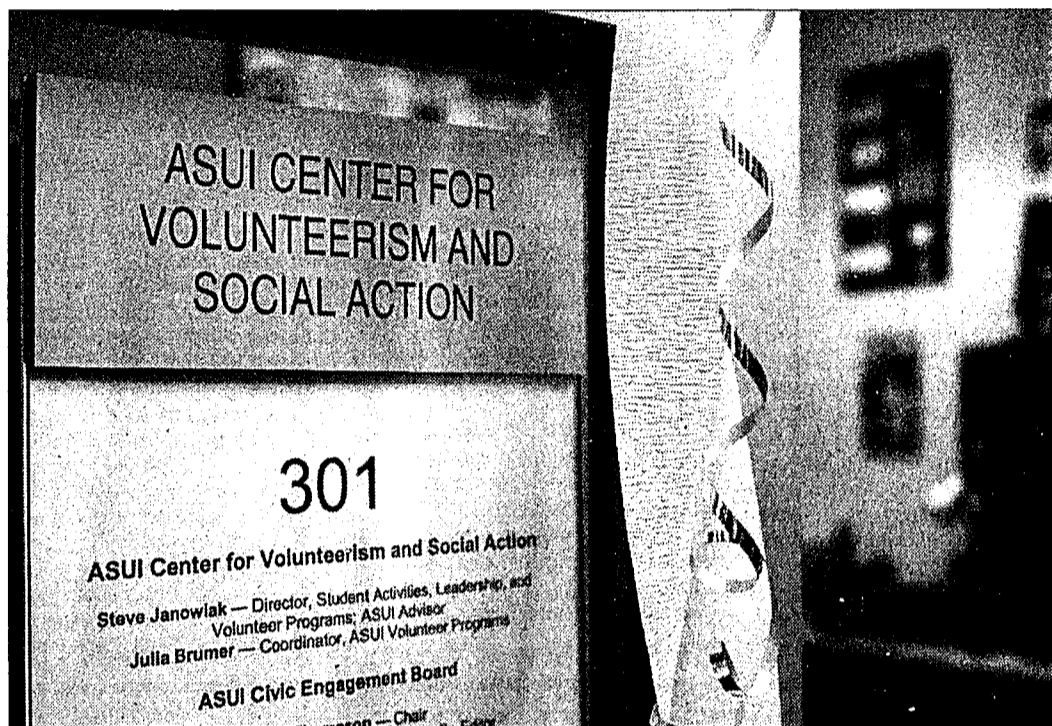 ASUI CENTER FOR
VOLUNTEERISM AND
SOCIAL ACTION
301
ASUI Center for Volunteerism and Social Action
Steve Janowiak — Director, Student Activities, Leadership, and
Volunteer Programs; ASUI Advisor
Julia Brumer — Coordinator, ASUI Volunteer Programs
ASUI Civic Engagement Board
— Chair